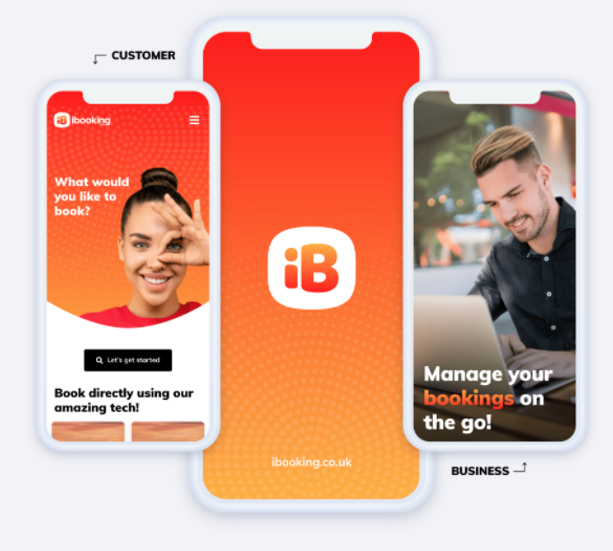 CUSTOMER
iB ibooking
What would
you like to
book?
Let's get started
Book directly using our
amazing tech!
iB
ibooking.co.uk
Manage your
bookings on
the go!
BUSINESS